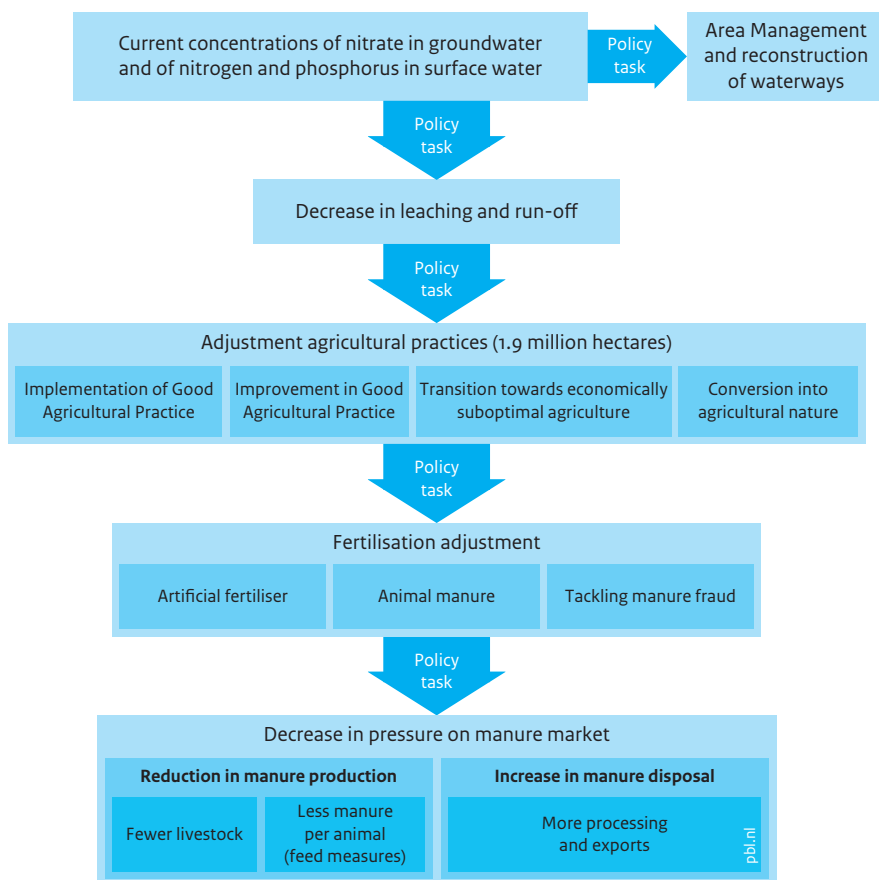 Current concentrations of nitrate in groundwater
and of nitrogen and phosphorus in surface water
Policy
task
Area Management
and reconstruction
of waterways
Policy
task
Decrease in leaching and run-off
Policy
task
Adjustment agricultural practices (1.9 million hectares)
Implementation of Good
Agricultural Practice
Improvement in Good
Agricultural Practice
Transition towards economically
suboptimal agriculture
Conversion into
agricultural nature
Policy
task
Fertilisation adjustment
Artificial fertiliser
Animal manure
Tackling manure fraud
Policy
task
Decrease in pressure on manure market
Reduction in manure production
Fewer livestock
Less manure
per animal
(feed measures)
Increase in manure disposal
More processing
and exports
pbl.nl